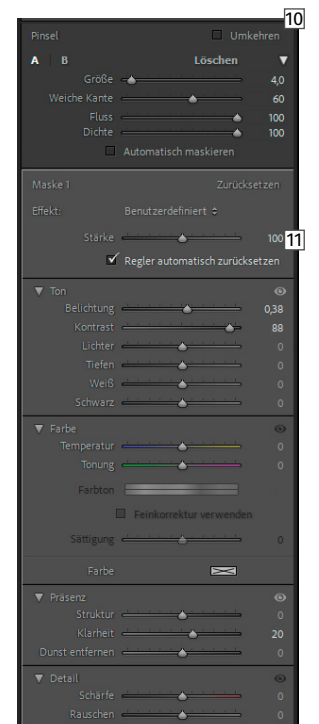 10
Pinsel Umkehren
A B Löschen
Größe 4,0
Weiche Kante 60
Fluss 100
Dichte 100
Automatisch maskieren
Maske 1 Zurücksetzen
Effekt: Benutzerdefiniert
Stärke 100 11
Regler automatisch zurücksetzen
Ton
Belichtung 0,38
Kontrast 88
Lichter 0
Tiefen 0
Weiß 0
Schwarz 0
Farbe
Temperatur 0
Tonung 0
Farbton
Feinkorrektur verwenden
Sättigung 0
Farbe
Präsenz
Struktur 0
Klarheit 20
Dunst entfernen 0
Detail
Schärfe 0
Rauschen 0